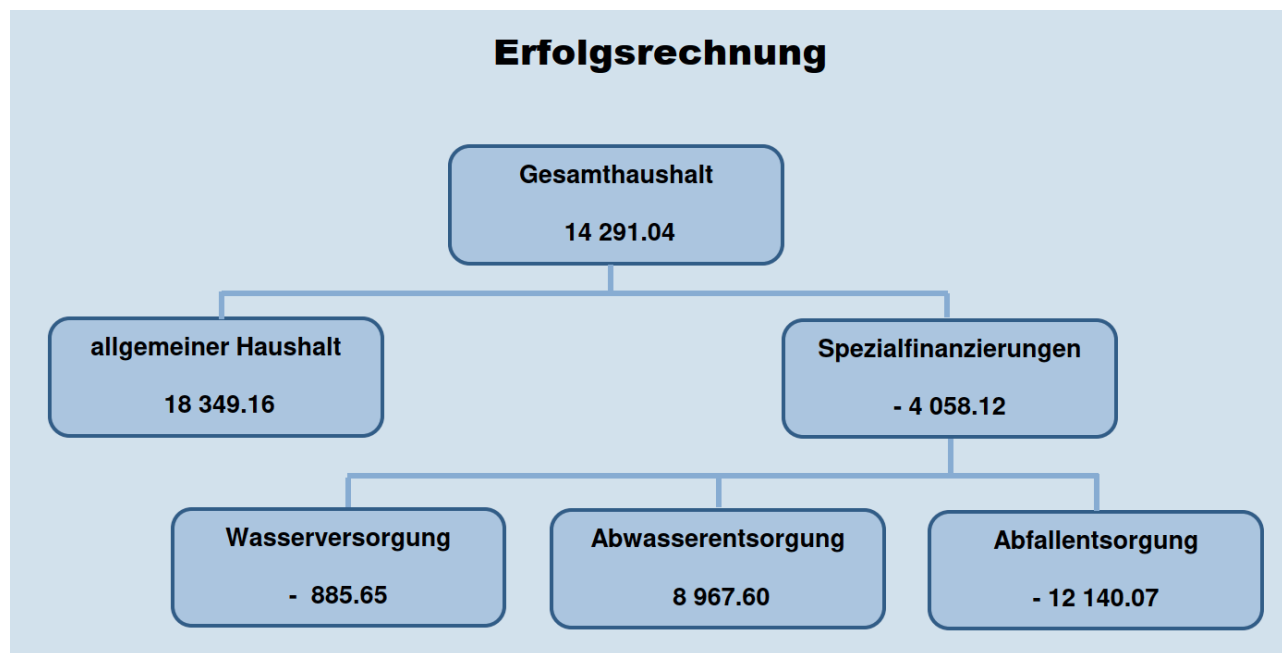 Erfolgsrechnung
Gesamthaushalt
14 291.04
allgemeiner Haushalt
18 349.16
Spezialfinanzierungen
- 4 058.12
Wasserversorgung
- 885.65
Abwasserentsorgung
8 967.60
Abfallentsorgung
- 12 140.07